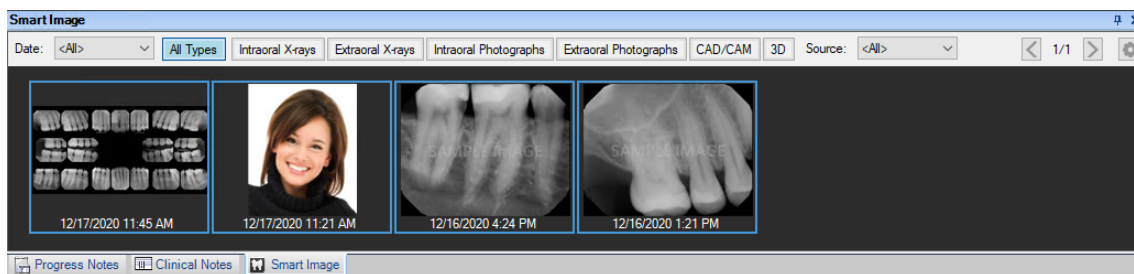 Smart Image
Date: <All> All Types Intraoral X-rays Extraoral X-rays Intraoral Photographs Extraoral Photographs CAD/CAM 3D Source: <All> 1/1
SAMPLE IMAGE SAMPLE IMAGE
12/17/2020 11:45 AM 12/17/2020 11:21 AM 12/16/2020 4:24 PM 12/16/2020 1:21 PM
Progress Notes Clinical Notes Smart Image